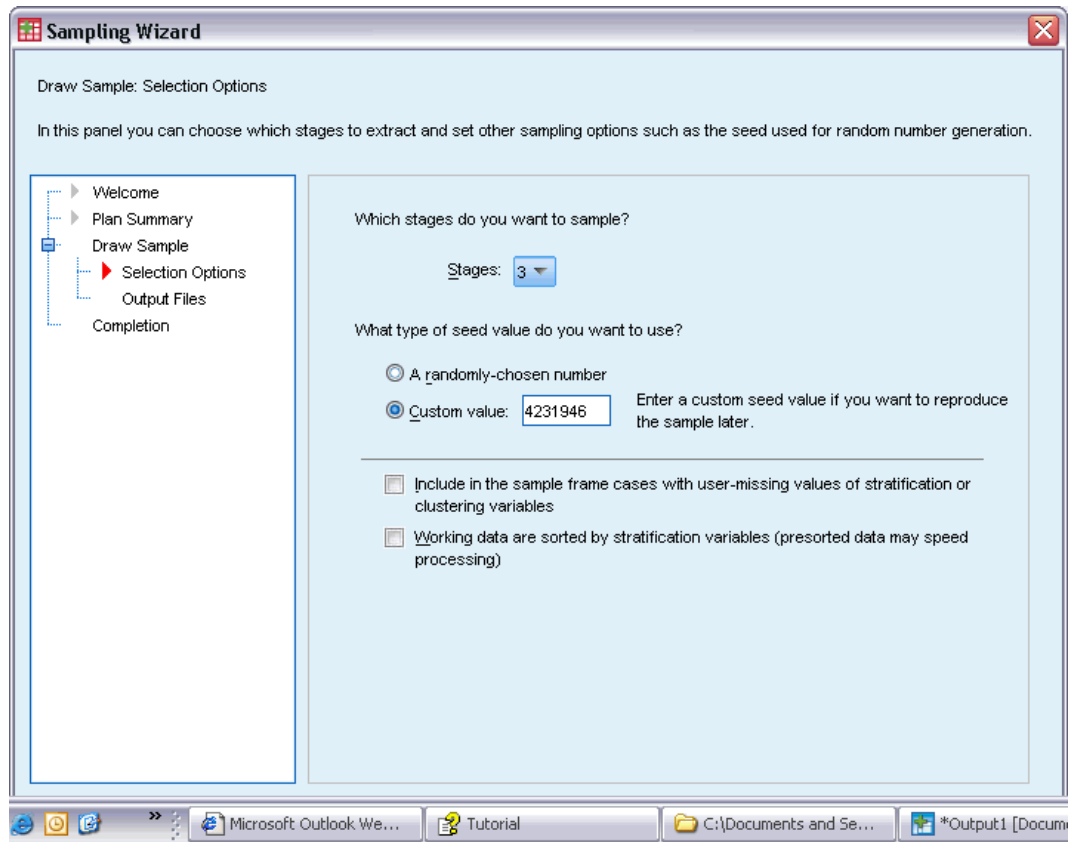 Sampling Wizard
Draw Sample: Selection Options
In this panel you can choose which stages to extract and set other sampling options such as the seed used for random number generation.
Welcome
Plan Summary
Draw Sample
Selection Options
Output Files
Completion
Which stages do you want to sample?
Stages: 3
What type of seed value do you want to use?
A randomly-chosen number
Custom value: 4231946
Enter a custom seed value if you want to reproduce
the sample later.
Include in the sample frame cases with user-missing values of stratification or
clustering variables
Working data are sorted by stratification variables (presorted data may speed
processing)
» Microsoft Outlook We... Tutorial C:\Documents and Se... *Output1 [Docum